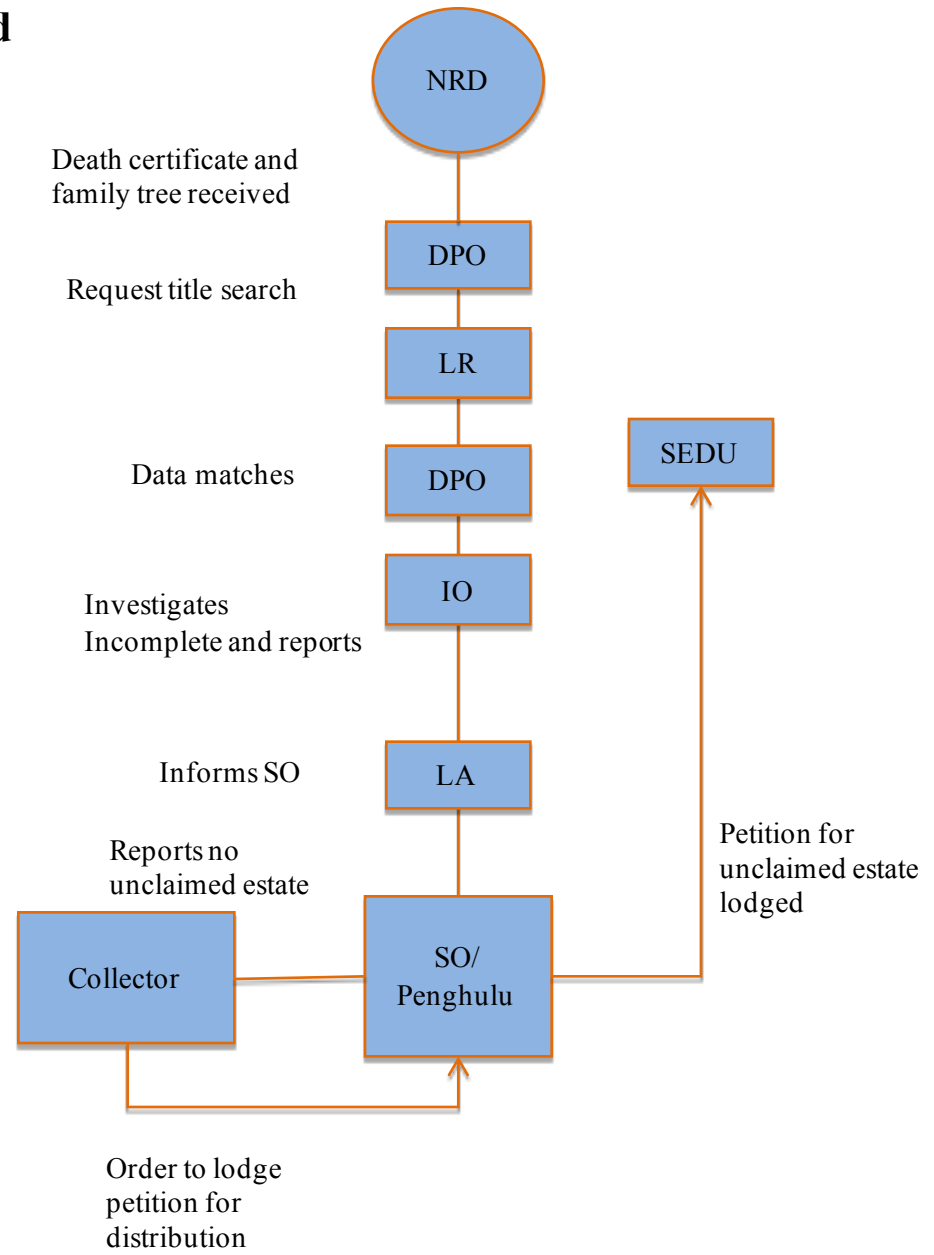 d
NRD
Death certificate and
family tree received
DPO
Request title search
LR
Data matches
DPO
SEDU
IO
Investigates
Incomplete and reports
Informs SO
LA
Reports no
unclaimed estate
Petition for
unclaimed estate
lodged
Collector
SO/
Penghulu
Order to lodge
petition for
distribution